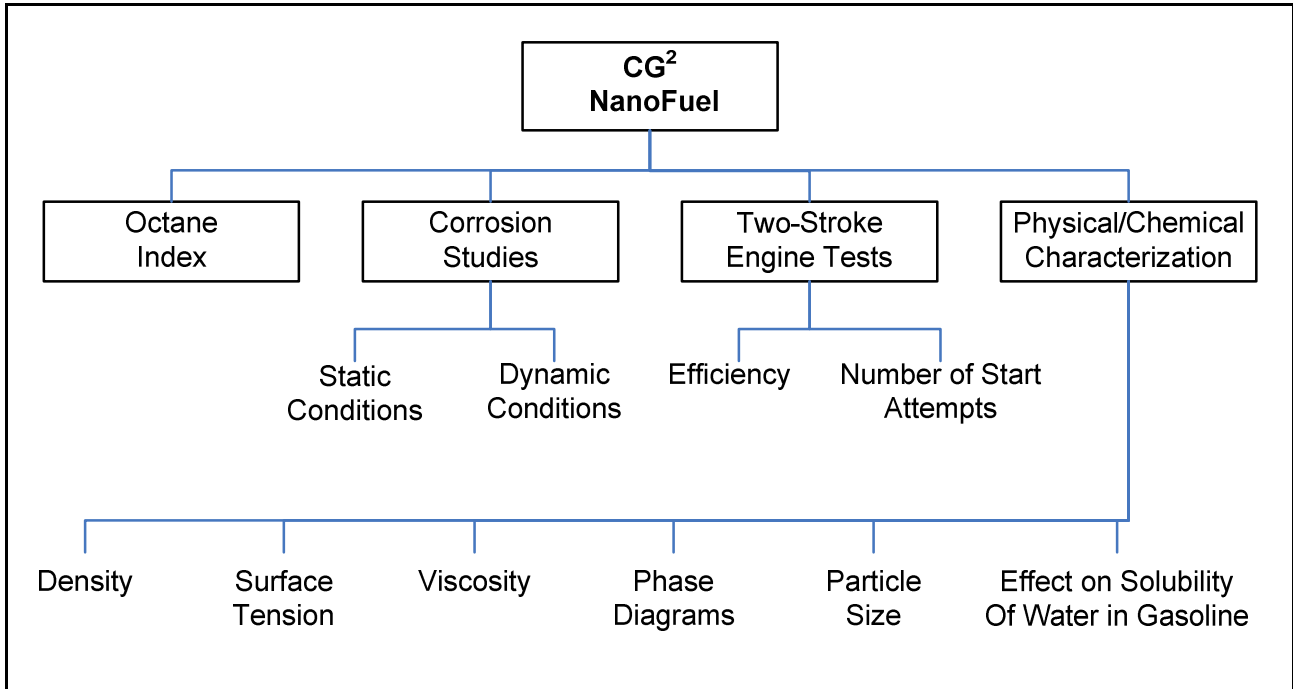 CG²
NanoFuel
Octane
Index
Corrosion
Studies
Two-Stroke
Engine Tests
Physical/Chemical
Characterization
Static
Conditions
Dynamic
Conditions
Efficiency
Number of Start
Attempts
Density
Surface
Tension
Viscosity
Phase
Diagrams
Particle
Size
Effect on Solubility
Of Water in Gasoline